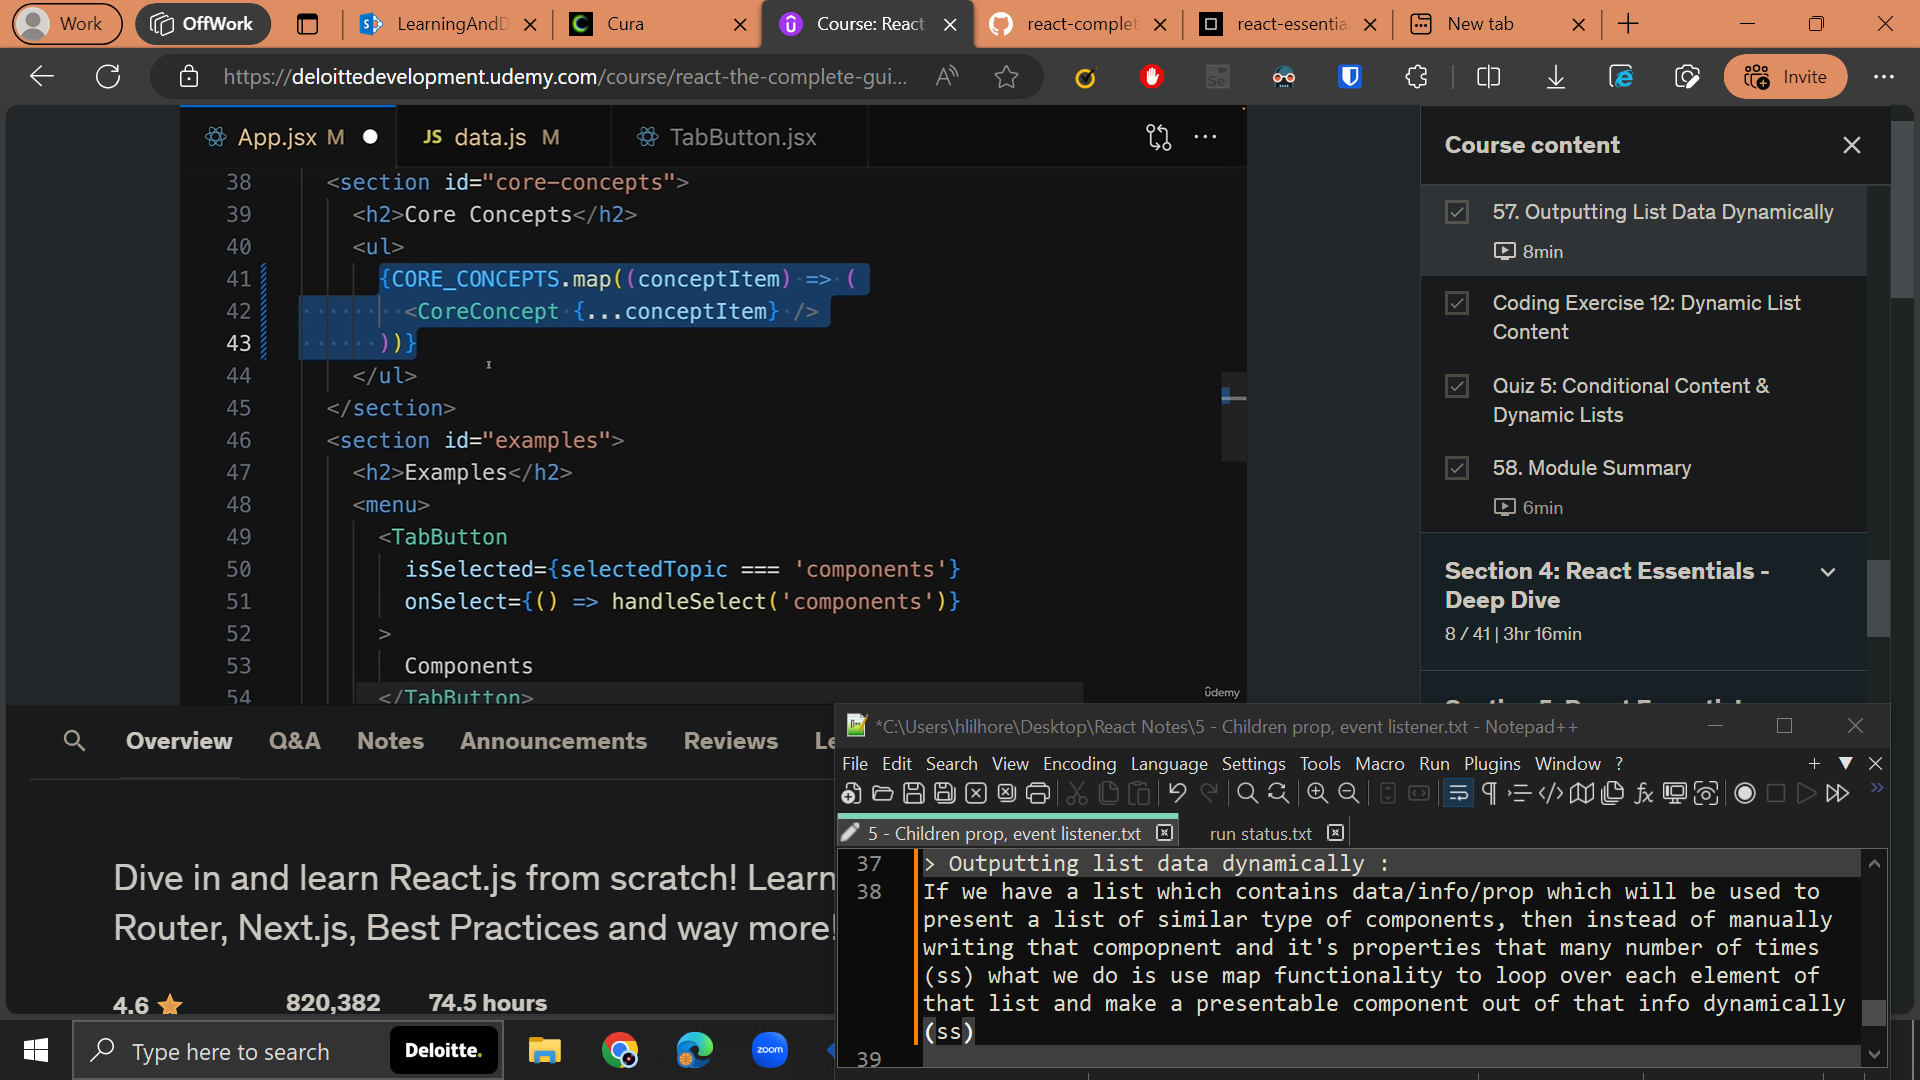 Work
OffWork
LearningAndD
Cura
Course: React
react-complet
react-essentia
New tab
https://deloittedevelopment.udemy.com/course/react-the-complete-gui...
Invite
App.jsx M
JS data.js M
TabButton.jsx
38 <section id="core-concepts">
39 <h2>Core Concepts</h2>
40 <ul>
41 {CORE_CONCEPTS.map((conceptItem) => (
42 <CoreConcept {...conceptItem} />
43 ))}
44 </ul>
45 </section>
46 <section id="examples">
47 <h2>Examples</h2>
48 <menu>
49 <TabButton
50 isSelected={selectedTopic === 'components'}
51 onSelect={() => handleSelect('components')}
52 >
53 Components
54 </TabButton>
ûdemy
Course content
57. Outputting List Data Dynamically
8min
Coding Exercise 12: Dynamic List
Content
Quiz 5: Conditional Content &
Dynamic Lists
58. Module Summary
6min
Section 4: React Essentials -
Deep Dive
8 / 41 | 3hr 16min
Overview Q&A Notes Announcements Reviews Le
Dive in and learn React.js from scratch! Learn
Router, Next.js, Best Practices and way more!
4.6 820,382 74.5 hours
*C:\Users\hlilhore\Desktop\React Notes\5 - Children prop, event listener.txt - Notepad++
File Edit Search View Encoding Language Settings Tools Macro Run Plugins Window ?
5 - Children prop, event listener.txt
run status.txt
37 > Outputting list data dynamically :
38 If we have a list which contains data/info/prop which will be used to
present a list of similar type of components, then instead of manually
writing that compopnent and it's properties that many number of times
(ss) what we do is use map functionality to loop over each element of
that list and make a presentable component out of that info dynamically
(ss)
39
Type here to search
Deloitte.
zoom